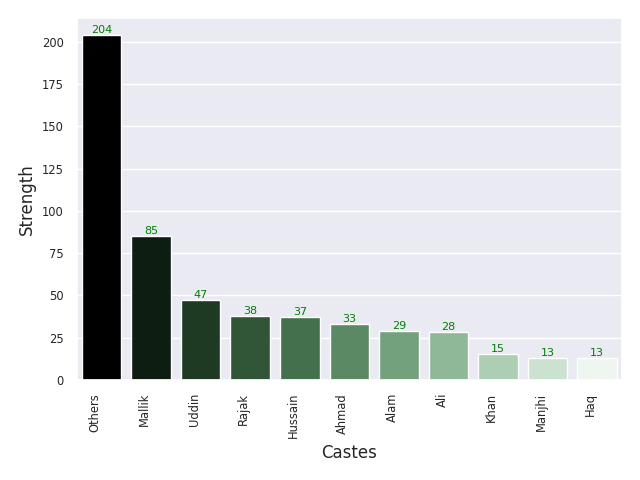 204
200
175
150
125
100
75
50
25
0
Strength
85
47
38
37
33
29
28
15
13
13
Others
Mallik
Uddin
Rajak
Hussain
Ahmad
Alam
Ali
Khan
Manjhi
Haq
Castes